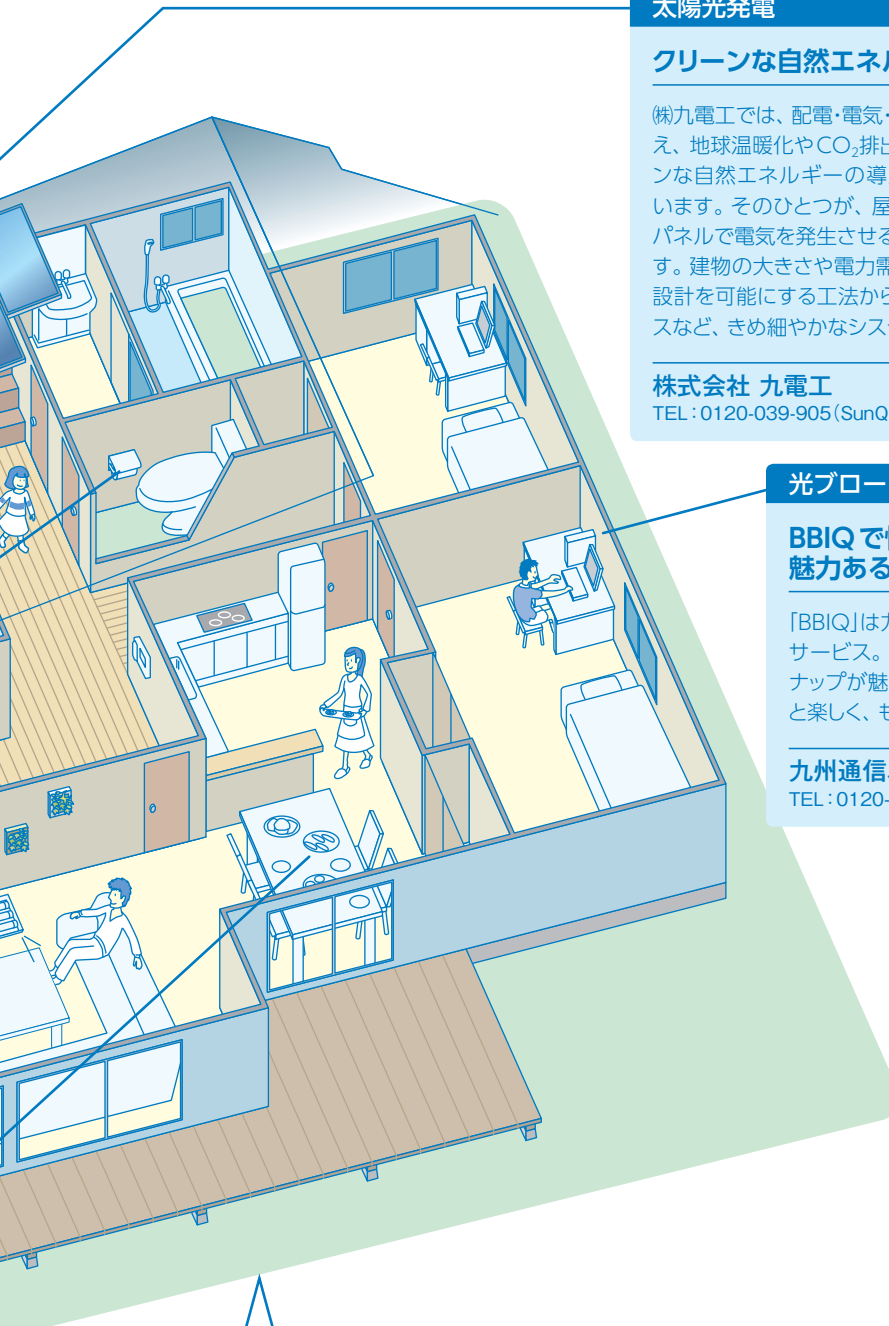 太陽光発電
クリーンな自然エネル
㈱九電工では、配電・電気・
え、地球温暖化やCO₂排出
ンな自然エネルギーの導
います。そのひとつが、屋
パネルで電気を発生させる
す。建物の大きさや電力需
設計を可能にする工法から
スなど、きめ細やかなシス
株式会社 九電工
TEL：0120-039-905（SunQ
光ブロー
BBIQで
魅力ある
「BBIQ」は
サービス。
ナップが魅
と楽しく、も
九州通信
TEL：0120-